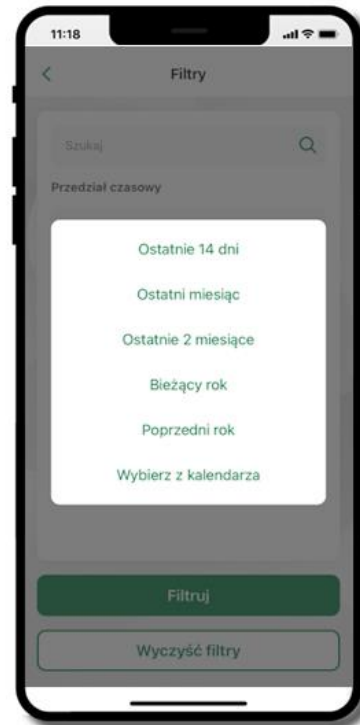 11:18
Filtry
Szukaj
Przedział czasowy
Ostatnie 14 dni
Ostatni miesiąc
Ostatnie 2 miesiące
Bieżący rok
Poprzedni rok
Wybierz z kalendarza
Filtruj
Wyczyść filtry